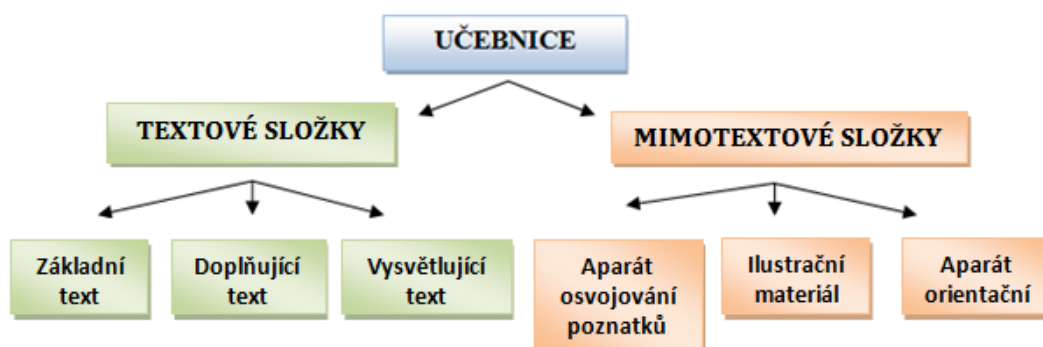 UČEBNICE
TEXTOVÉ SLOŽKY
MIMOTEXTOVÉ SLOŽKY
Základní
text
Doplňující
text
Vysvětlující
text
Aparát
osvojování
poznatků
Ilustrační
materiál
Aparát
orientační